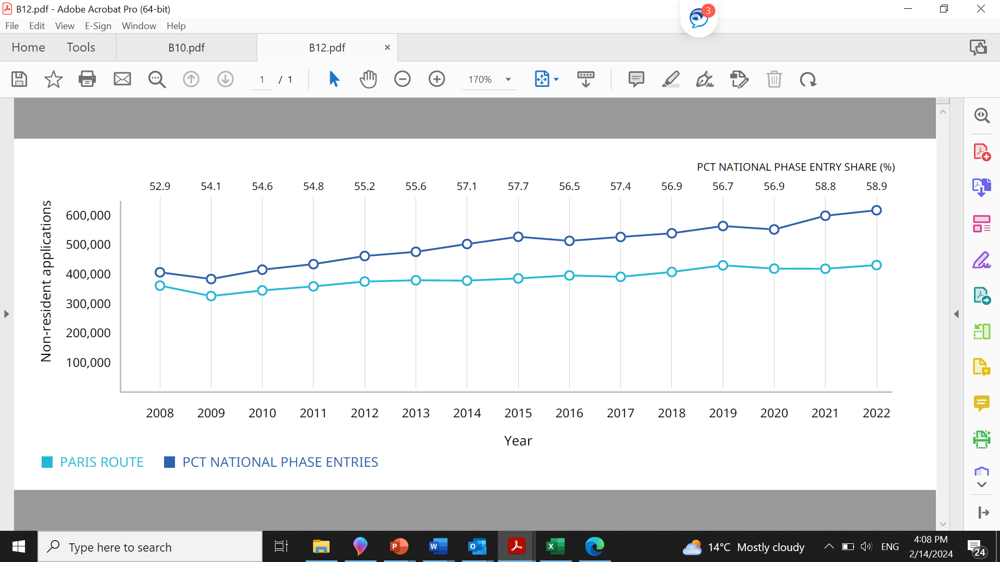 B12.pdf - Adobe Acrobat Pro (64-bit)
3
File Edit View E-Sign Window Help
Home Tools B10.pdf B12.pdf ×
1 / 1 170%
PCT NATIONAL PHASE ENTRY SHARE (%)
52.9 54.1 54.6 54.8 55.2 55.6 57.1 57.7 56.5 57.4 56.9 56.7 56.9 58.8 58.9
Non-resident applications
600,000
500,000
400,000
300,000
200,000
100,000
2008 2009 2010 2011 2012 2013 2014 2015 2016 2017 2018 2019 2020 2021 2022
Year
PARIS ROUTE PCT NATIONAL PHASE ENTRIES
Type here to search
14°C Mostly cloudy
ENG
4:08 PM
2/14/2024
24